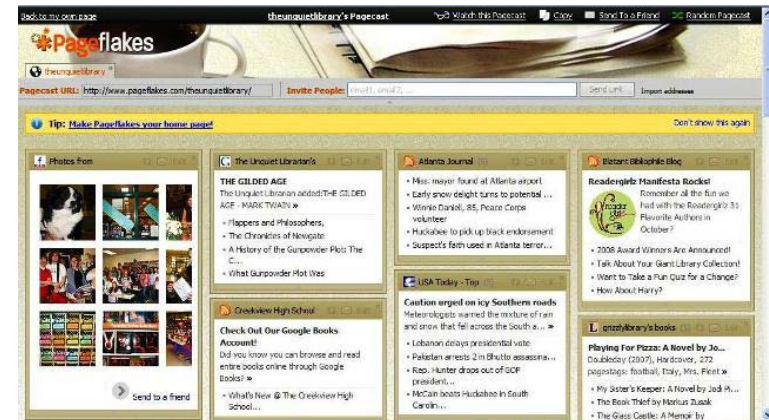 Back to my own page
theunquietlibrary's Pagecast
Watch this Pagecast
Copy
Send To a Friend
Random Pagecast
Pageflakes
theunquietlibrary
Pagecast URL: http://www.pageflakes.com/theunquietlibrary/
Invite People: email1, email2, ...
Send Link
Import addresses
Tip: Make Pageflakes your home page!
Don't show this again
Photos from
Edit
Send to a friend
The Unquiet Librarian's
Edit
THE GILDED AGE
The Unquiet Librarian added:THE GILDED
AGE - MARK TWAIN »
Flappers and Philosophers,
The Chronicles of Newgate
A History of the Gunpowder Plot: The
C...
What Gunpowder Plot Was
Creekview High School
Edit
Check Out Our Google Books
Account!
Did you know you can browse and read
entire books online through Google
Books? »
What's New @ The Creekview High
School...
Atlanta Journal
Edit
Miss. mayor found at Atlanta airport
Early snow delight turns to potential ...
Winnie Daniell, 85, Peace Corps
volunteer
Huckabee to pick up black endorsement
Suspect's faith used in Atlanta terror...
USA Today - Top
Edit
Caution urged on icy Southern roads
Meteorologists warned the mixture of rain
and snow that fell across the South a... »
Lebanon delays presidential vote
Pakistan arrests 2 in Bhutto assassina...
Rep. Hunter drops out of GOP
president...
McCain beats Huckabee in South
Carolin...
Blatant Bibliophile Blog
Edit
Readergirlz Manifesta Rocks!
Remember all the fun we
had with the Readergirlz 31
Flavorite Authors in
October?
2008 Award Winners Are Announced!
Talk About Your Giant Library Collection!
Want to Take a Fun Quiz for a Change?
How About Harry?
grizzlylibrary's books
Edit
Playing For Pizza: A Novel by Jo...
Doubleday (2007), Hardcover, 272
pagestags: football, Italy, Mrs. Fleet »
My Sister's Keeper: A Novel by Jodi Pi...
The Book Thief by Markus Zusak
The Glass Castle: A Memoir by